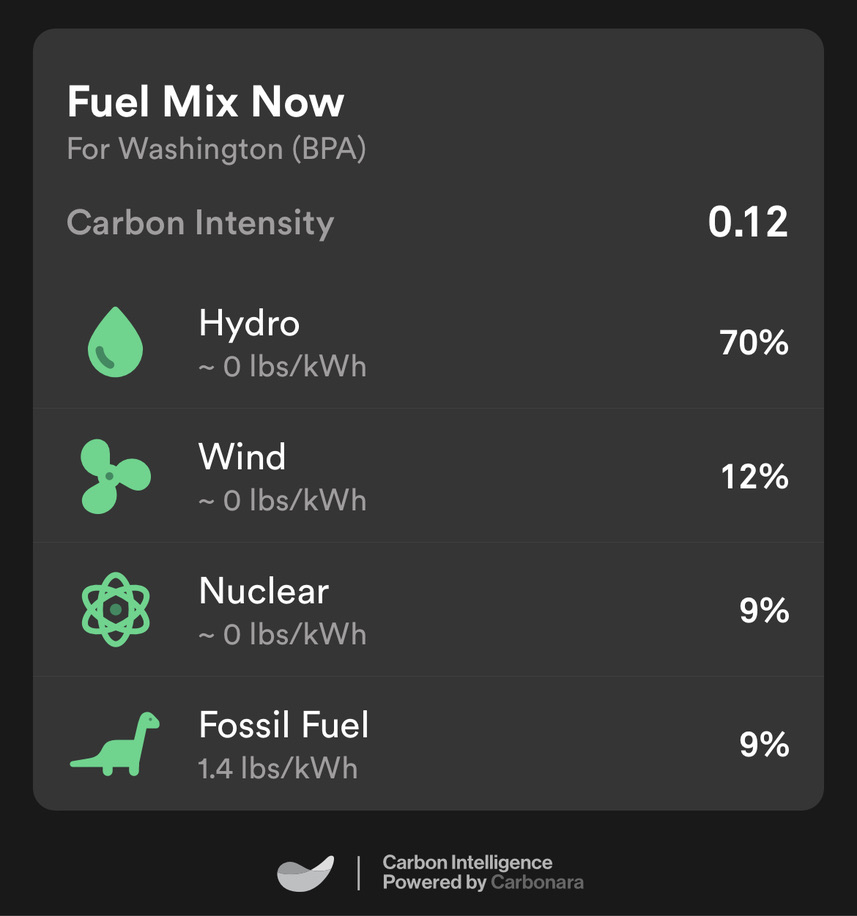 Fuel Mix Now
For Washington (BPA)
Carbon Intensity 0.12
Hydro
~ 0 lbs/kWh
70%
Wind
~ 0 lbs/kWh
12%
Nuclear
~ 0 lbs/kWh
9%
Fossil Fuel
1.4 lbs/kWh
9%
Carbon Intelligence
Powered by Carbonara